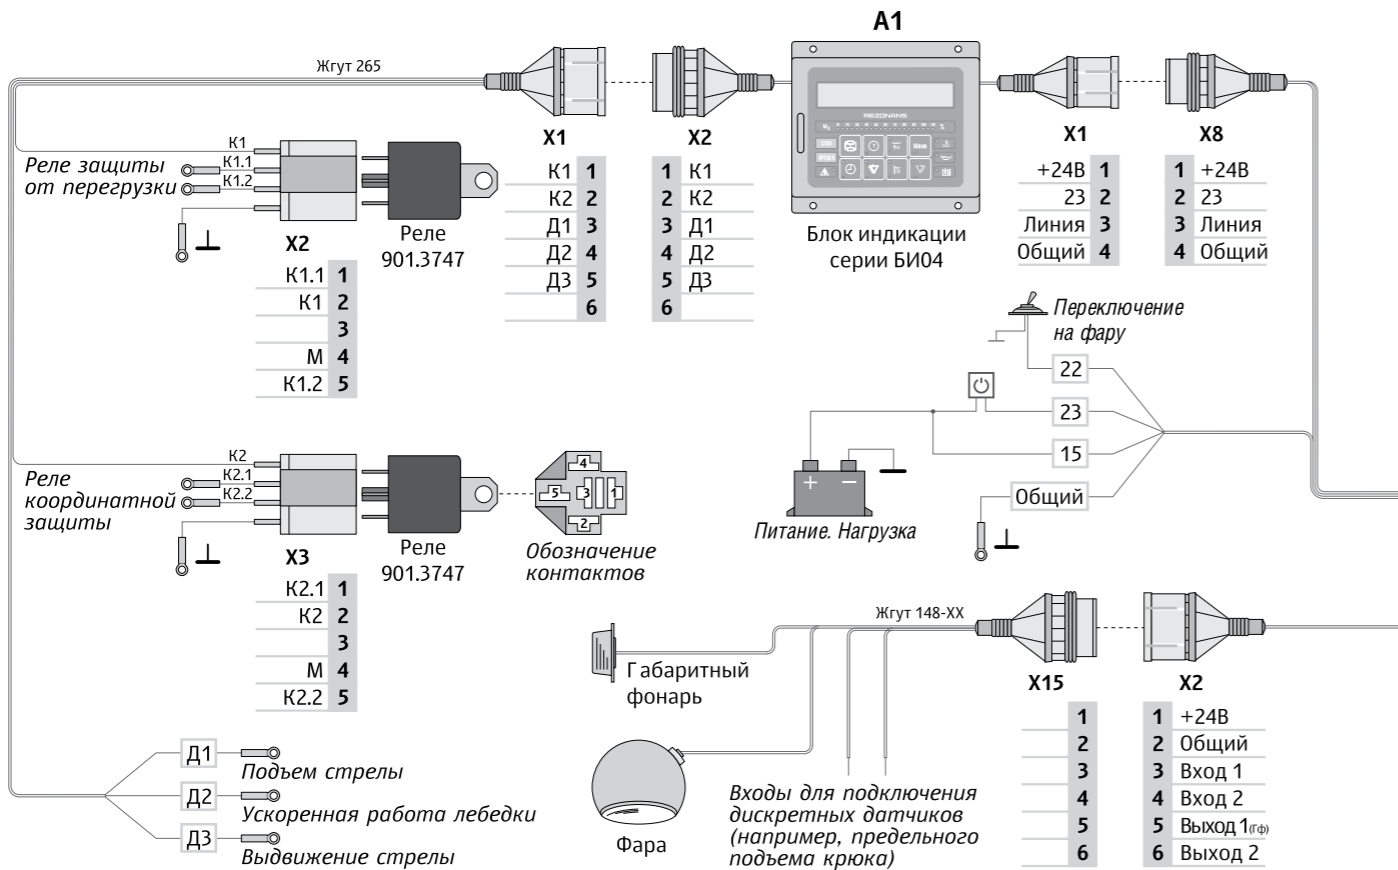 А1
Жгут 265
X1
К1 1
К2 2
Д1 3
Д2 4
Д3 5
6
X2
1 К1
2 К2
3 Д1
4 Д2
5 Д3
6
REZONANS
Меню
Блок индикации
серии БИ04
X1
+24В 1
23 2
Линия 3
Общий 4
X8
1 +24В
2 23
3 Линия
4 Общий
Реле защиты
от перегрузки
К1
К1.1
К1.2
X2
К1.1 1
К1 2
3
М 4
К1.2 5
Реле
901.3747
Реле
координатной
защиты
К2
К2.1
К2.2
X3
К2.1 1
К2 2
3
М 4
К2.2 5
Реле
901.3747
4
5 3 1
2
Обозначение
контактов
Переключение
на фару
22
23
15
Общий
+ −
Питание. Нагрузка
Жгут 148-ХХ
Габаритный
фонарь
Фара
Входы для подключения
дискретных датчиков
(например, предельного
подъема крюка)
X15
1
2
3
4
5
6
X2
1 +24В
2 Общий
3 Вход 1
4 Вход 2
5 Выход 1(Гф)
6 Выход 2
Д1
Подъем стрелы
Д2
Ускоренная работа лебедки
Д3
Выдвижение стрелы